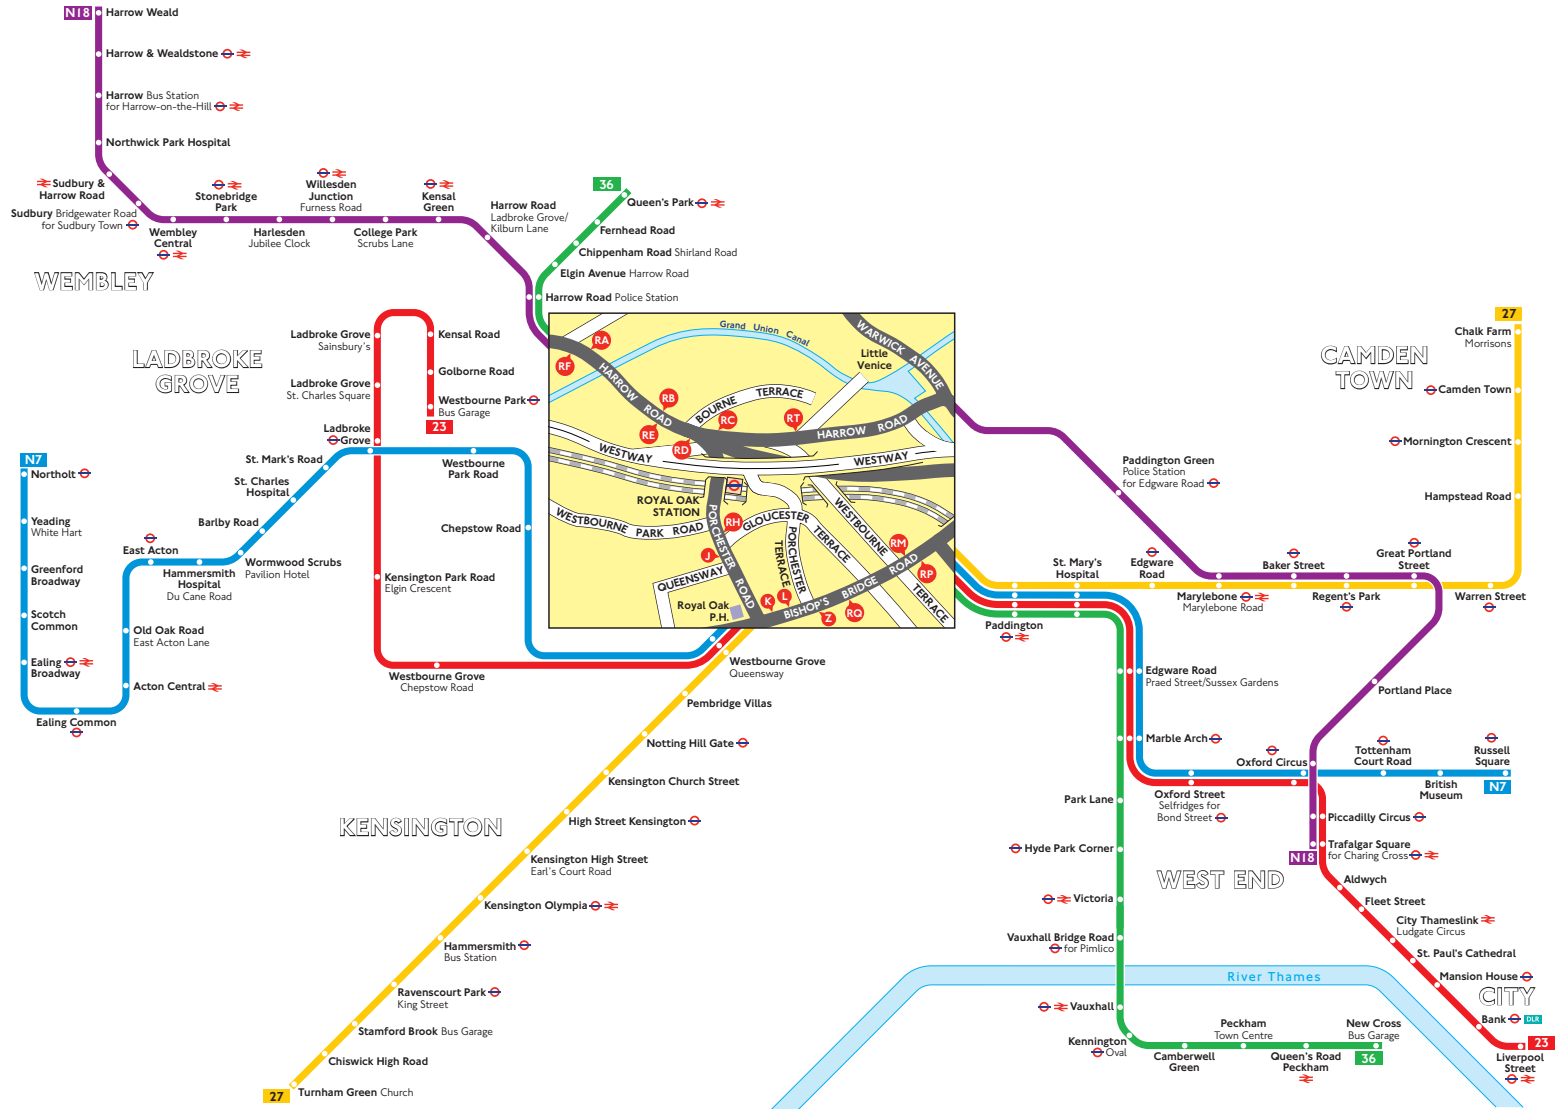 N18
Harrow Weald
Harrow & Wealdstone
Harrow Bus Station
for Harrow-on-the-Hill
Northwick Park Hospital
Sudbury &
Harrow Road
Sudbury Bridgewater Road
for Sudbury Town
Wembley
Central
Stonebridge
Park
Harlesden
Jubilee Clock
Willesden
Junction
Furness Road
College Park
Scrubs Lane
Kensal
Green
Harrow Road
Ladbroke Grove/
Kilburn Lane
36
Queen's Park
Fernhead Road
Chippenham Road Shirland Road
Elgin Avenue Harrow Road
Harrow Road Police Station
WEMBLEY
LADBROKE
GROVE
Ladbroke Grove
Sainsbury's
Ladbroke Grove
St. Charles Square
Ladbroke
Grove
Kensal Road
Golborne Road
Westbourne Park
Bus Garage
23
N7
Northolt
Yeading
White Hart
Greenford
Broadway
Scotch
Common
Ealing
Broadway
Ealing Common
Acton Central
Old Oak Road
East Acton Lane
East Acton
Hammersmith
Hospital
Du Cane Road
Wormwood Scrubs
Pavilion Hotel
Barlby Road
St. Charles
Hospital
St. Mark's Road
Westbourne
Park Road
Chepstow Road
Kensington Park Road
Elgin Crescent
Westbourne Grove
Chepstow Road
Grand Union Canal
WARWICK AVENUE
Little
Venice
RA
RF
HARROW ROAD
RB
RE
RC
RD
BOURNE TERRACE
RT
HARROW ROAD
WESTWAY
WESTWAY
ROYAL OAK
STATION
WESTBOURNE PARK ROAD
PORCHESTER ROAD
RH
J
GLOUCESTER TERRACE
PORCHESTER
TERRACE
WESTBOURNE TERRACE
QUEENSWAY
Royal Oak
P.H.
K
L
Z
RQ
RM
RP
BISHOP'S BRIDGE ROAD
Westbourne Grove
Queensway
Pembridge Villas
Notting Hill Gate
Kensington Church Street
High Street Kensington
Kensington High Street
Earl's Court Road
Kensington Olympia
Hammersmith
Bus Station
Ravenscourt Park
King Street
Stamford Brook Bus Garage
Chiswick High Road
27
Turnham Green Church
KENSINGTON
27
Chalk Farm
Morrisons
CAMDEN
TOWN
Camden Town
Mornington Crescent
Hampstead Road
Warren Street
Great Portland
Street
Regent's Park
Baker Street
Marylebone
Marylebone Road
Edgware
Road
St. Mary's
Hospital
Paddington
Paddington Green
Police Station
for Edgware Road
Edgware Road
Praed Street/Sussex Gardens
Marble Arch
Portland Place
Oxford Circus
Tottenham
Court Road
Russell
Square
N7
British
Museum
Oxford Street
Selfridges for
Bond Street
Park Lane
Hyde Park Corner
Victoria
Vauxhall Bridge Road
for Pimlico
Vauxhall
Kennington
Oval
Camberwell
Green
Peckham
Town Centre
Queen's Road
Peckham
New Cross
Bus Garage
36
Piccadilly Circus
Trafalgar Square
for Charing Cross
N18
WEST END
Aldwych
Fleet Street
City Thameslink
Ludgate Circus
St. Paul's Cathedral
Mansion House
CITY
Bank
DLR
23
Liverpool
Street
River Thames